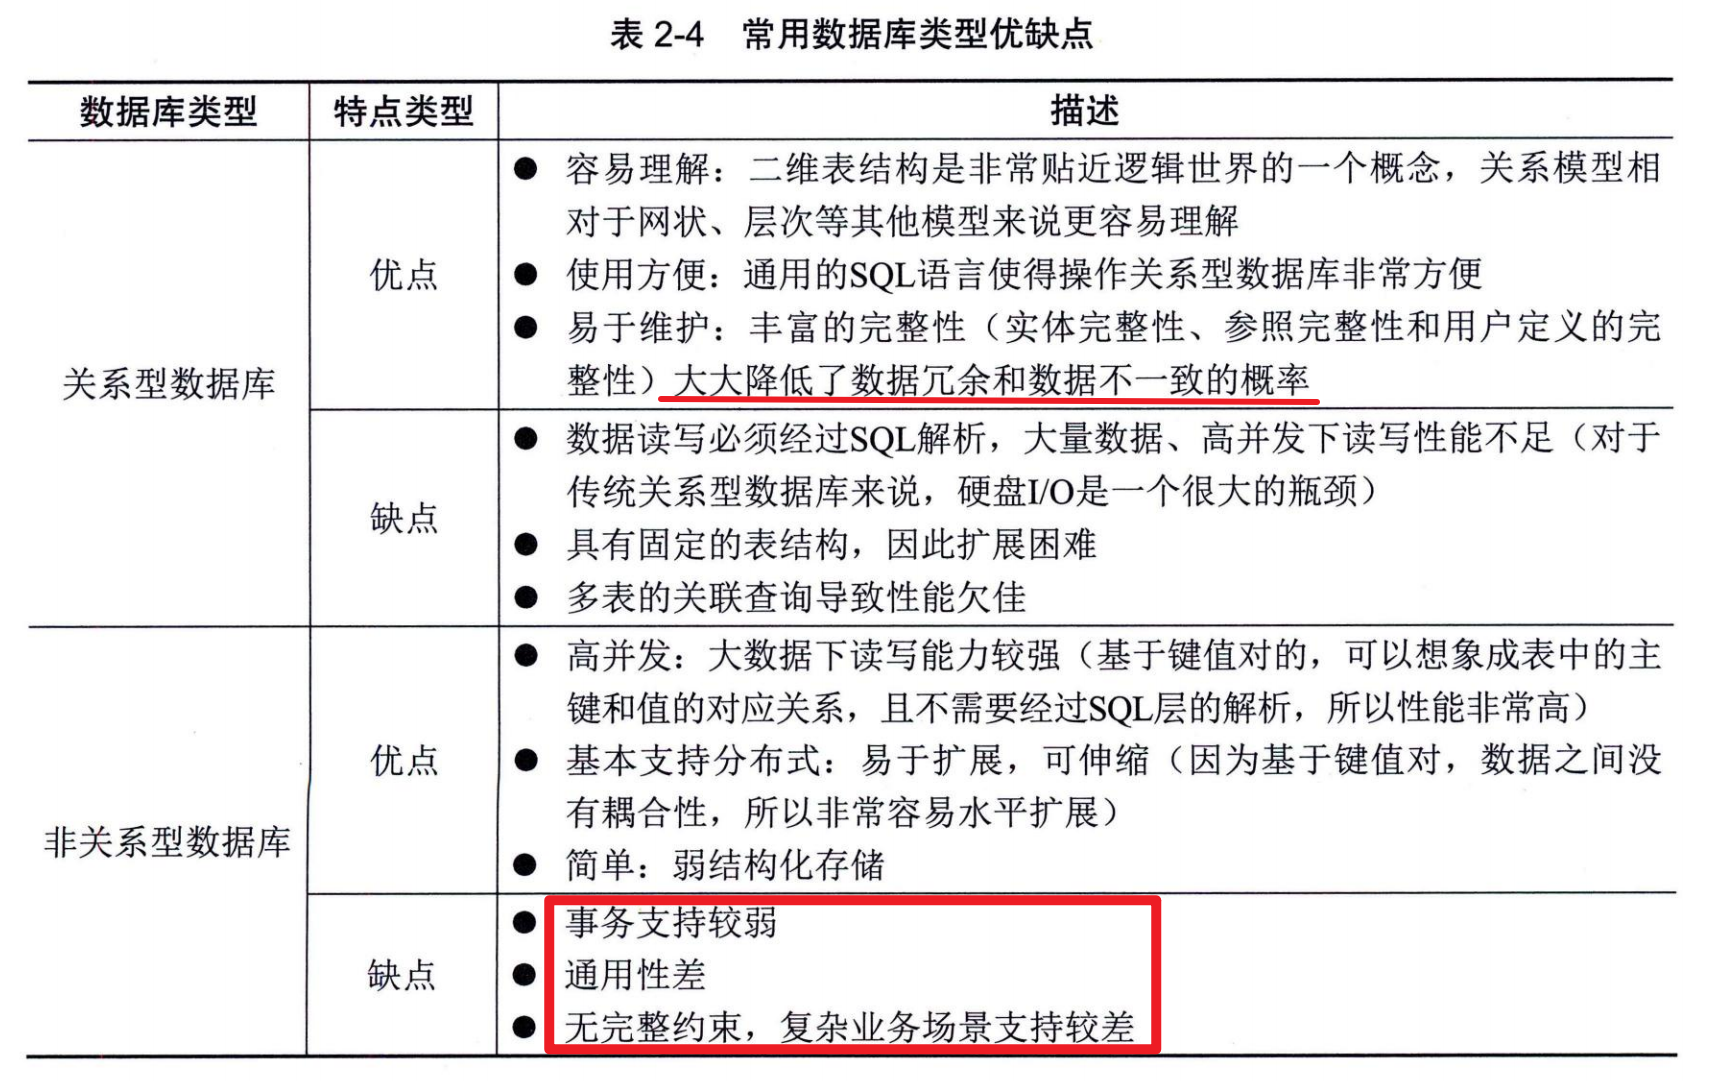 表 2-4 常用数据库类型优缺点
数据库类型 特点类型 描述
关系型数据库
优点
● 容易理解：二维表结构是非常贴近逻辑世界的一个概念，关系模型相
对于网状、层次等其他模型来说更容易理解
● 使用方便：通用的SQL语言使得操作关系型数据库非常方便
● 易于维护：丰富的完整性（实体完整性、参照完整性和用户定义的完
整性）大大降低了数据冗余和数据不一致的概率
缺点
● 数据读写必须经过SQL解析，大量数据、高并发下读写性能不足（对于
传统关系型数据库来说，硬盘I/O是一个很大的瓶颈）
● 具有固定的表结构，因此扩展困难
● 多表的关联查询导致性能欠佳
非关系型数据库
优点
● 高并发：大数据下读写能力较强（基于键值对的，可以想象成表中的主
键和值的对应关系，且不需要经过SQL层的解析，所以性能非常高）
● 基本支持分布式：易于扩展，可伸缩（因为基于键值对，数据之间没
有耦合性，所以非常容易水平扩展）
● 简单：弱结构化存储
缺点
● 事务支持较弱
● 通用性差
● 无完整约束，复杂业务场景支持较差